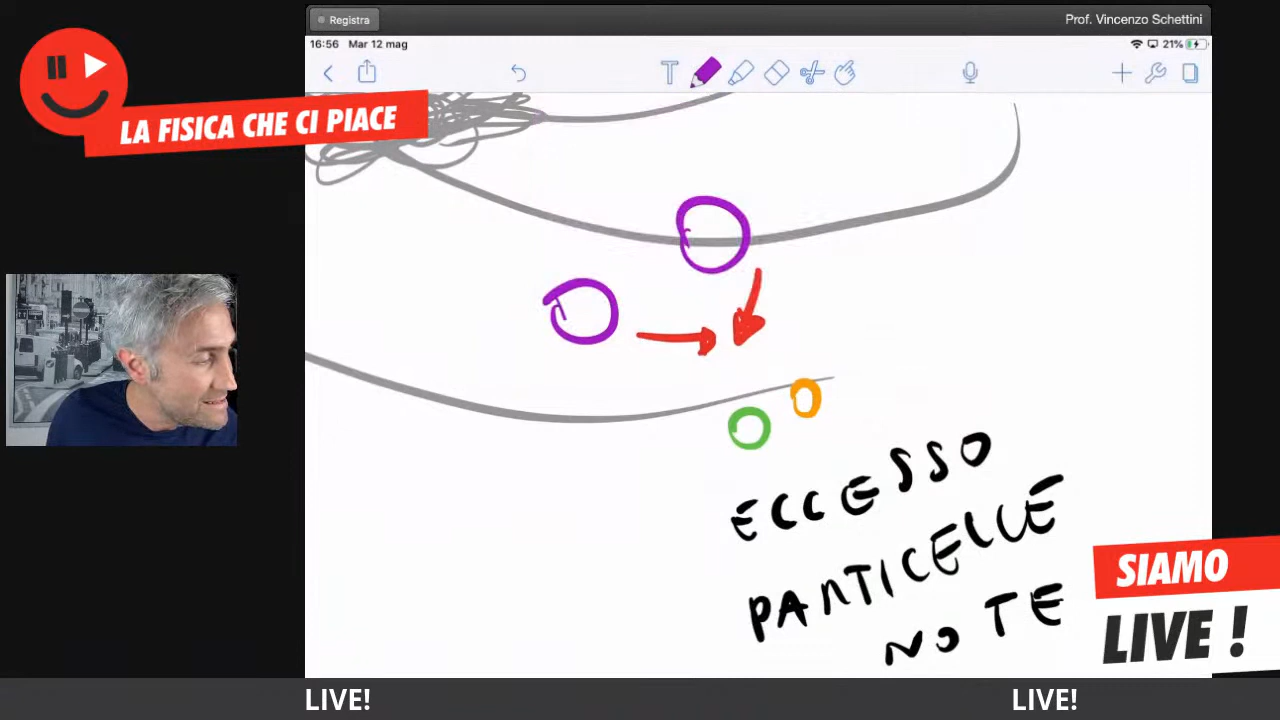 Registra
Prof. Vincenzo Schettini
16:56 Mar 12 mag
21%
T
LA FISICA CHE CI PIACE
ECCESSO
PARTICELLE
NOTE
SIAMO
LIVE !
LIVE!
LIVE!